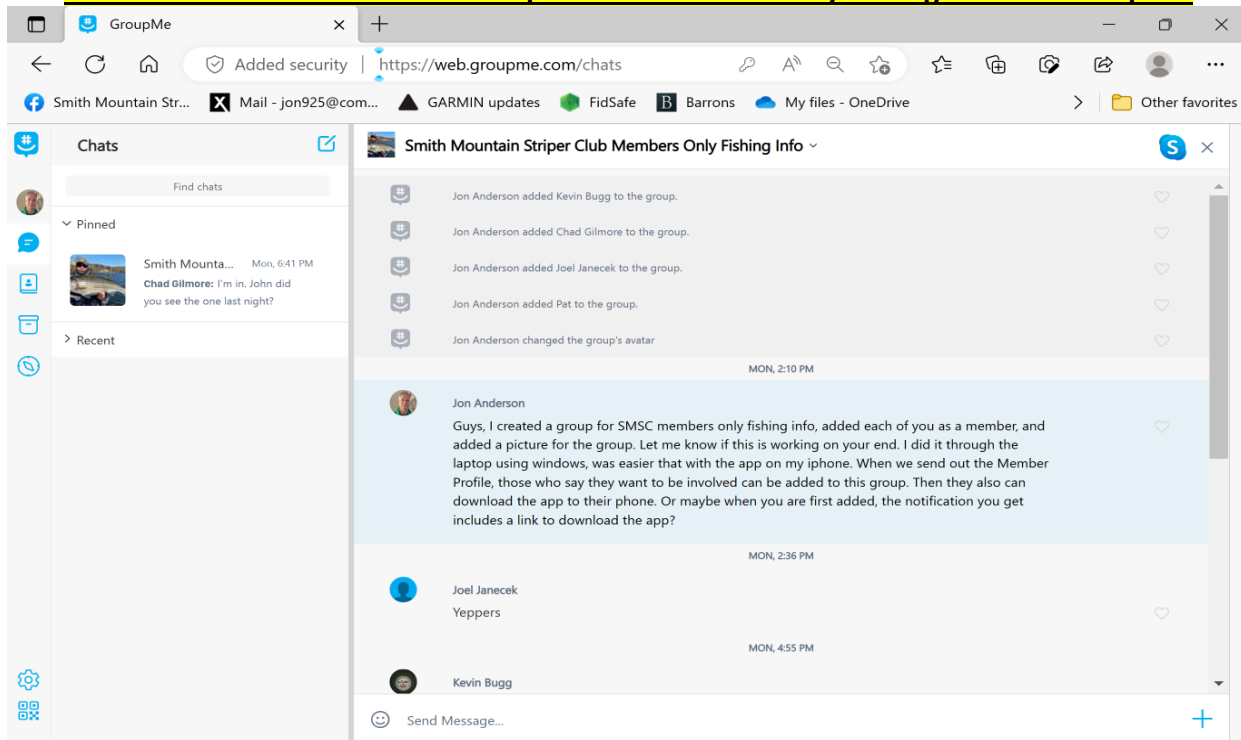 GroupMe
Added security
https://web.groupme.com/chats
Smith Mountain Str...
Mail - jon925@com...
GARMIN updates
FidSafe
B Barrons
My files - OneDrive
Other favorites
Chats
Smith Mountain Striper Club Members Only Fishing Info
Find chats
Pinned
Smith Mounta... Mon, 6:41 PM
Chad Gilmore: I'm in. John did
you see the one last night?
Recent
Jon Anderson added Kevin Bugg to the group.
Jon Anderson added Chad Gilmore to the group.
Jon Anderson added Joel Janecek to the group.
Jon Anderson added Pat to the group.
Jon Anderson changed the group's avatar
MON, 2:10 PM
Jon Anderson
Guys, I created a group for SMSC members only fishing info, added each of you as a member, and
added a picture for the group. Let me know if this is working on your end. I did it through the
laptop using windows, was easier that with the app on my iphone. When we send out the Member
Profile, those who say they want to be involved can be added to this group. Then they also can
download the app to their phone. Or maybe when you are first added, the notification you get
includes a link to download the app?
MON, 2:36 PM
Joel Janecek
Yeppers
MON, 4:55 PM
Kevin Bugg
Send Message...